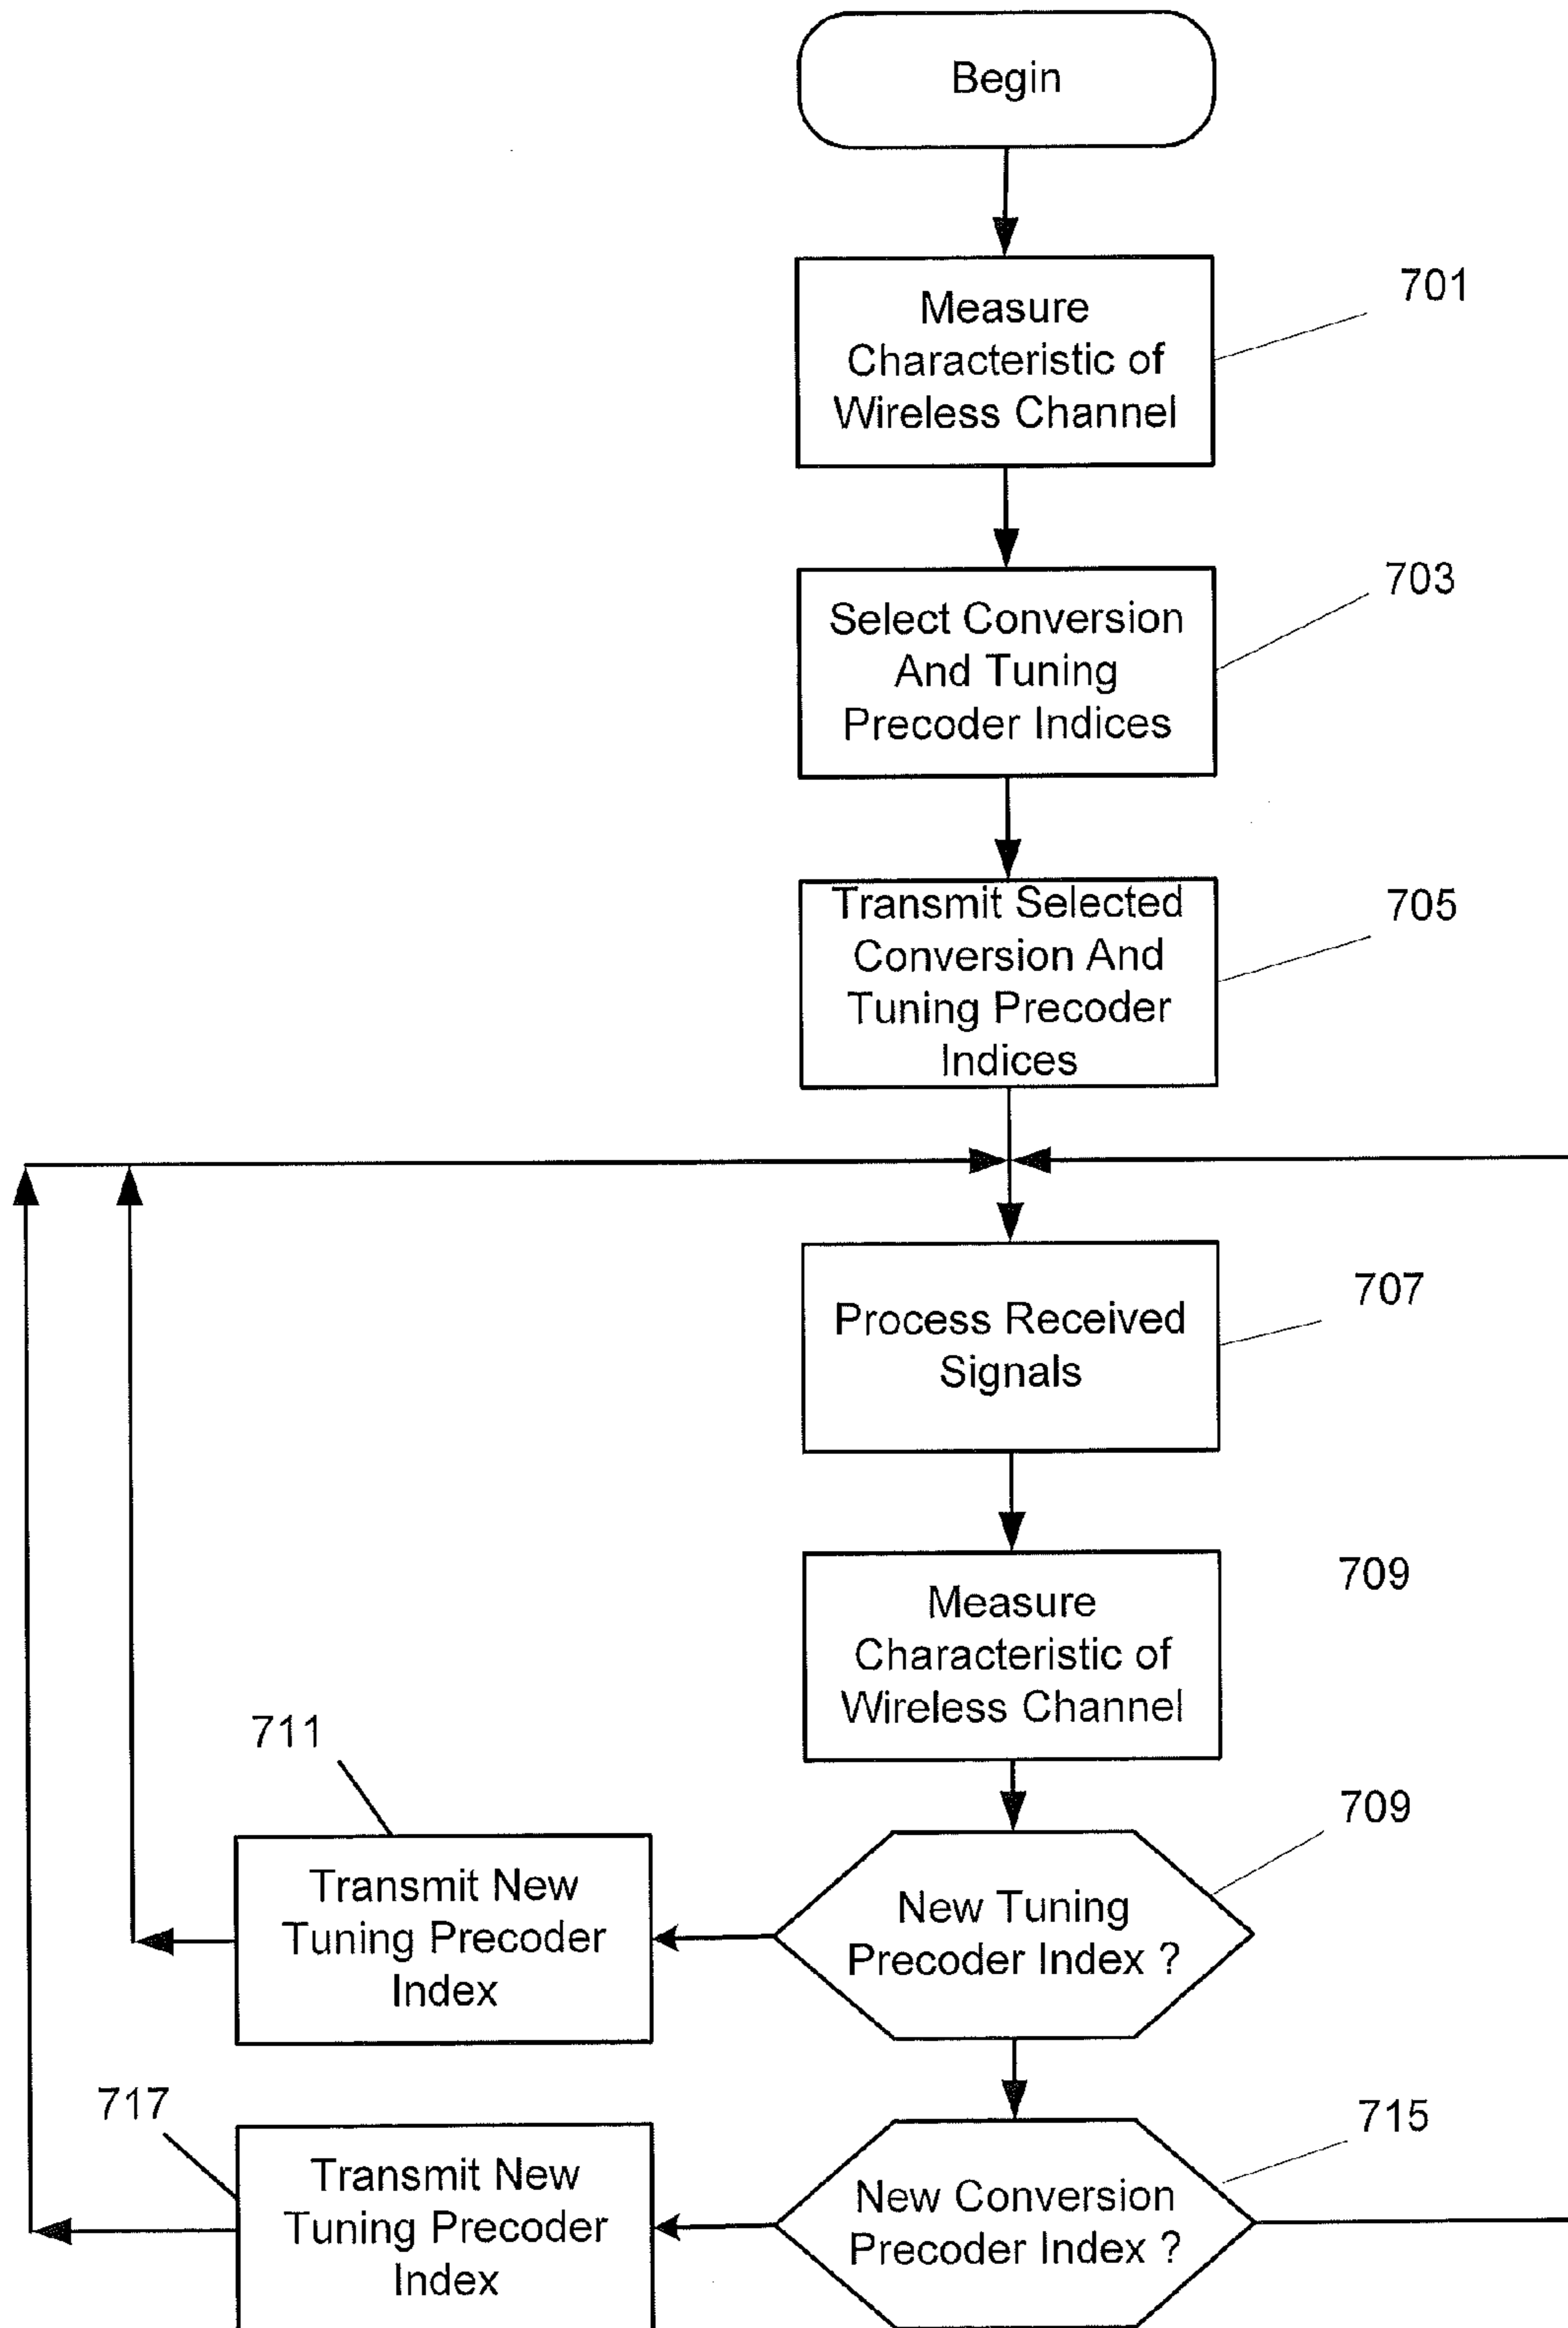 Begin
Measure
Characteristic of
Wireless Channel
701
Select Conversion
And Tuning
Precoder Indices
703
Transmit Selected
Conversion And
Tuning Precoder
Indices
705
Process Received
Signals
707
Measure
Characteristic of
Wireless Channel
709
711
Transmit New
Tuning Precoder
Index
New Tuning
Precoder Index ?
709
717
Transmit New
Tuning Precoder
Index
New Conversion
Precoder Index ?
715